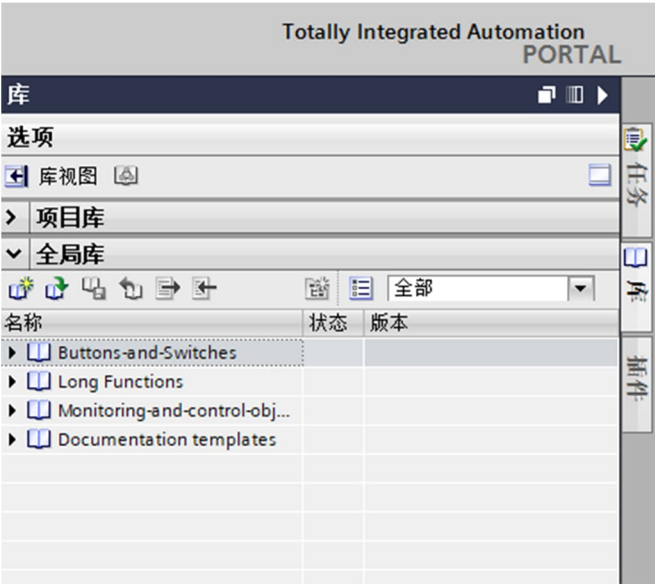 Totally Integrated Automation
PORTAL
库
选项
库视图
项目库
全局库
全部
名称 状态 版本
Buttons-and-Switches
Long Functions
Monitoring-and-control-obj...
Documentation templates
任务
库
插件